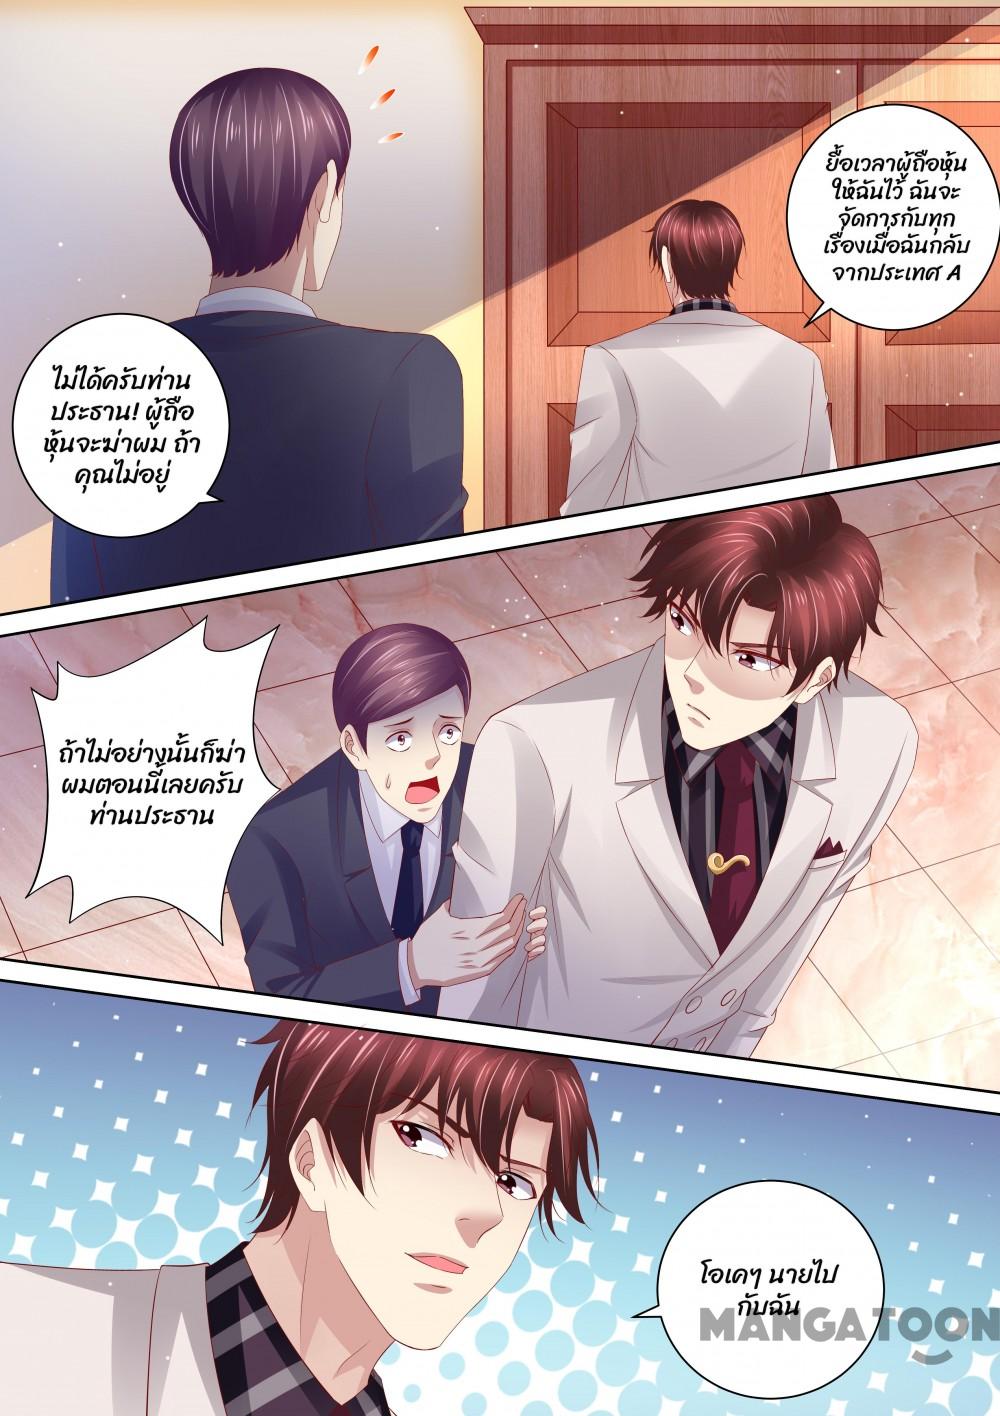 ยื้อเวลาผู้ถือหุ้น
ให้ฉันไว้ ฉันจะ
จัดการกับทุก
เรื่องเมื่อฉันกลับ
จากประเทศ A
ไม่ได้ครับท่าน
ประธาน! ผู้ถือ
หุ้นจะฆ่าผม ถ้า
คุณไม่อยู่
ถ้าไม่อย่างนั้นก็ฆ่า
ผมตอนนี้เลยครับ
ท่านประธาน
โอเคๆ นายไป
กับฉัน
MANGATOON